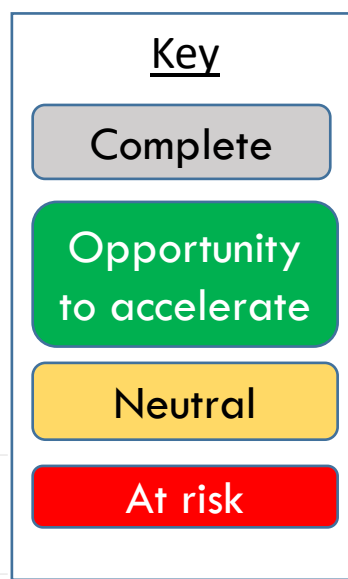 Key
Complete
Opportunity
to accelerate
Neutral
At risk